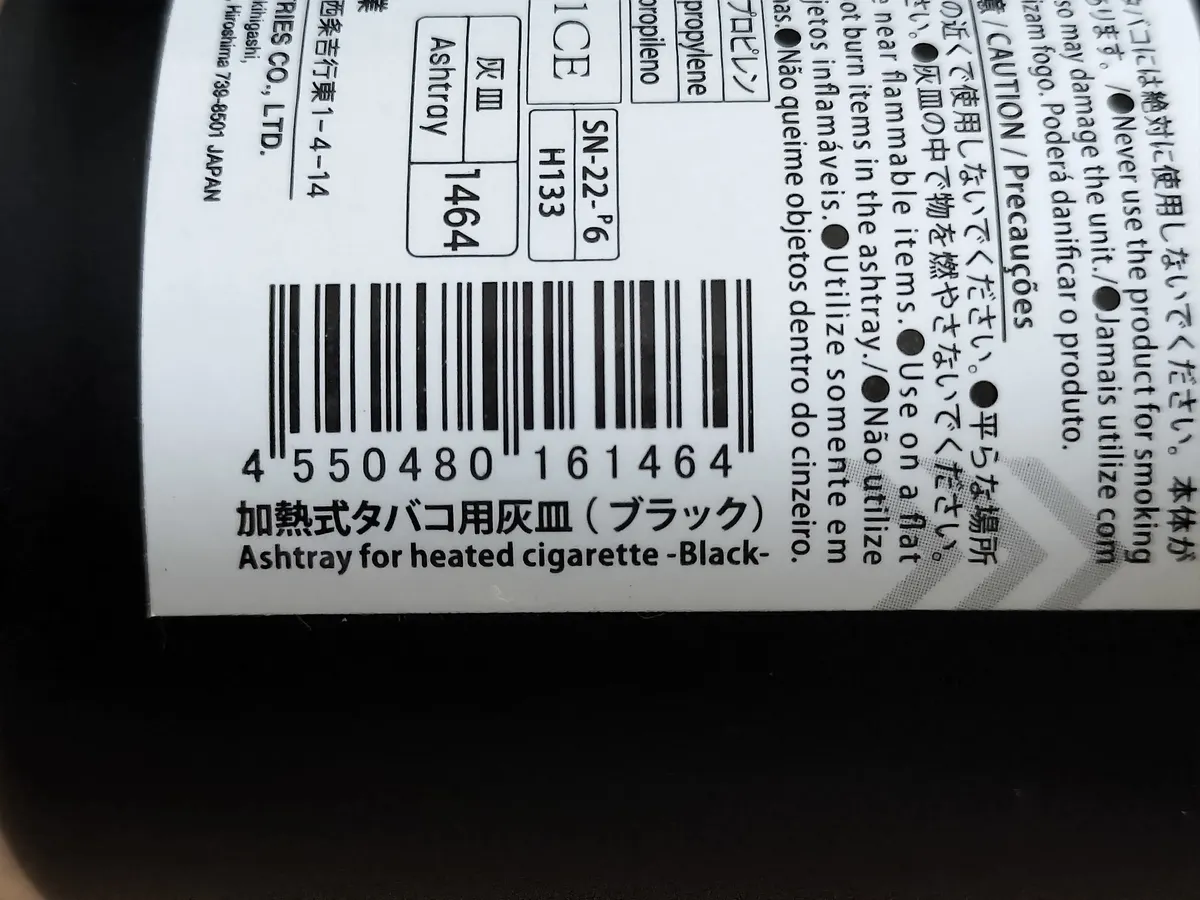 4 550480 161464
加熱式タバコ用灰皿(ブラック)
Ashtray for heated cigarette -Black-
タバコには絶対に使用しないでください。本体が
ります。/●Never use the product for smoking
so may damage the unit./●Jamais utilize com
izam fogo. Poderá danificar o produto.
/ CAUTION / Precauções
の近くで使用しないでください。●平らな場所
さい。●灰皿の中で物を燃やさないでください。
near flammable items.●Use on a flat
ot burn items in the ashtray./●Não utilize
jetos inflamáveis.●Utilize somente em
as.●Não queime objetos dentro do cinzeiro.
プロピレン
propylene
propileno
ICE
SN-22-P6
H133
灰皿
Ashtray
1464
業
西条吉行東1-4-14
RIES CO., LTD.
Hiroshima 739-8501 JAPAN